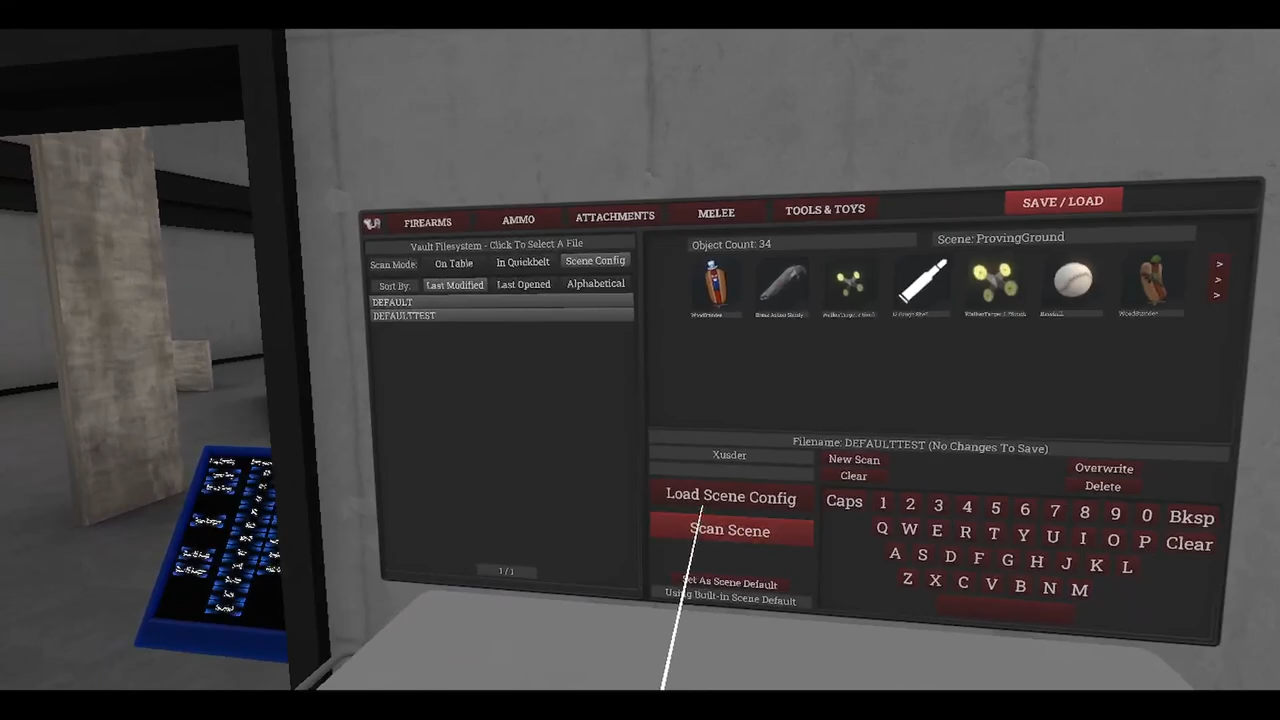 FIREARMS AMMO ATTACHMENTS MELEE TOOLS & TOYS SAVE / LOAD
Vault Filesystem - Click To Select A File
Scan Mode: On Table In Quickbelt Scene Config
Sort By: Last Modified Last Opened Alphabetical
DEFAULT
DEFAULTTEST
1 / 1
Object Count: 34
Scene: ProvingGround
> 
>
>
Filename: DEFAULTTEST (No Changes To Save)
Xusder
Load Scene Config
Scan Scene
Set As Scene Default
Using Built-in Scene Default
New Scan
Clear
Overwrite
Delete
Caps 1 2 3 4 5 6 7 8 9 0 Bksp
Q W E R T Y U I O P Clear
A S D F G H J K L
Z X C V B N M